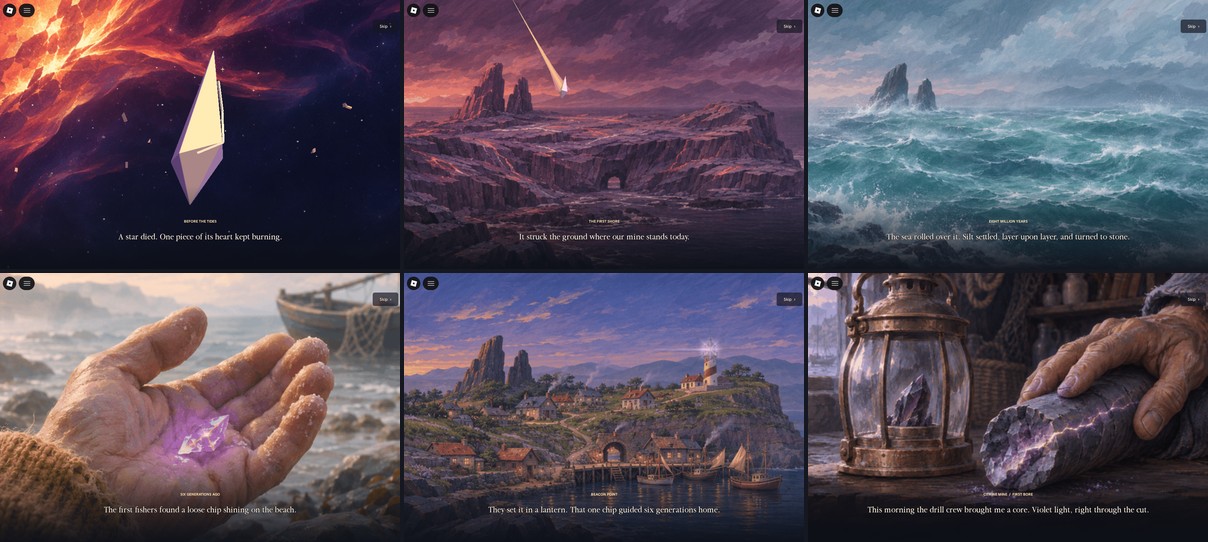 Skip ›
BEFORE THE TIDES
A star died. One piece of its heart kept burning.
Skip ›
THE FIRST SHORE
It struck the ground where our mine stands today.
Skip ›
EIGHT MILLION YEARS
The sea rolled over it. Silt settled, layer upon layer, and turned to stone.
Skip ›
SIX GENERATIONS AGO
The first fishers found a loose chip shining on the beach.
Skip ›
BEACON POINT
They set it in a lantern. That one chip guided six generations home.
Skip ›
MINE / FIRST BORE
This morning the drill crew brought me a core. Violet light, right through the cut.